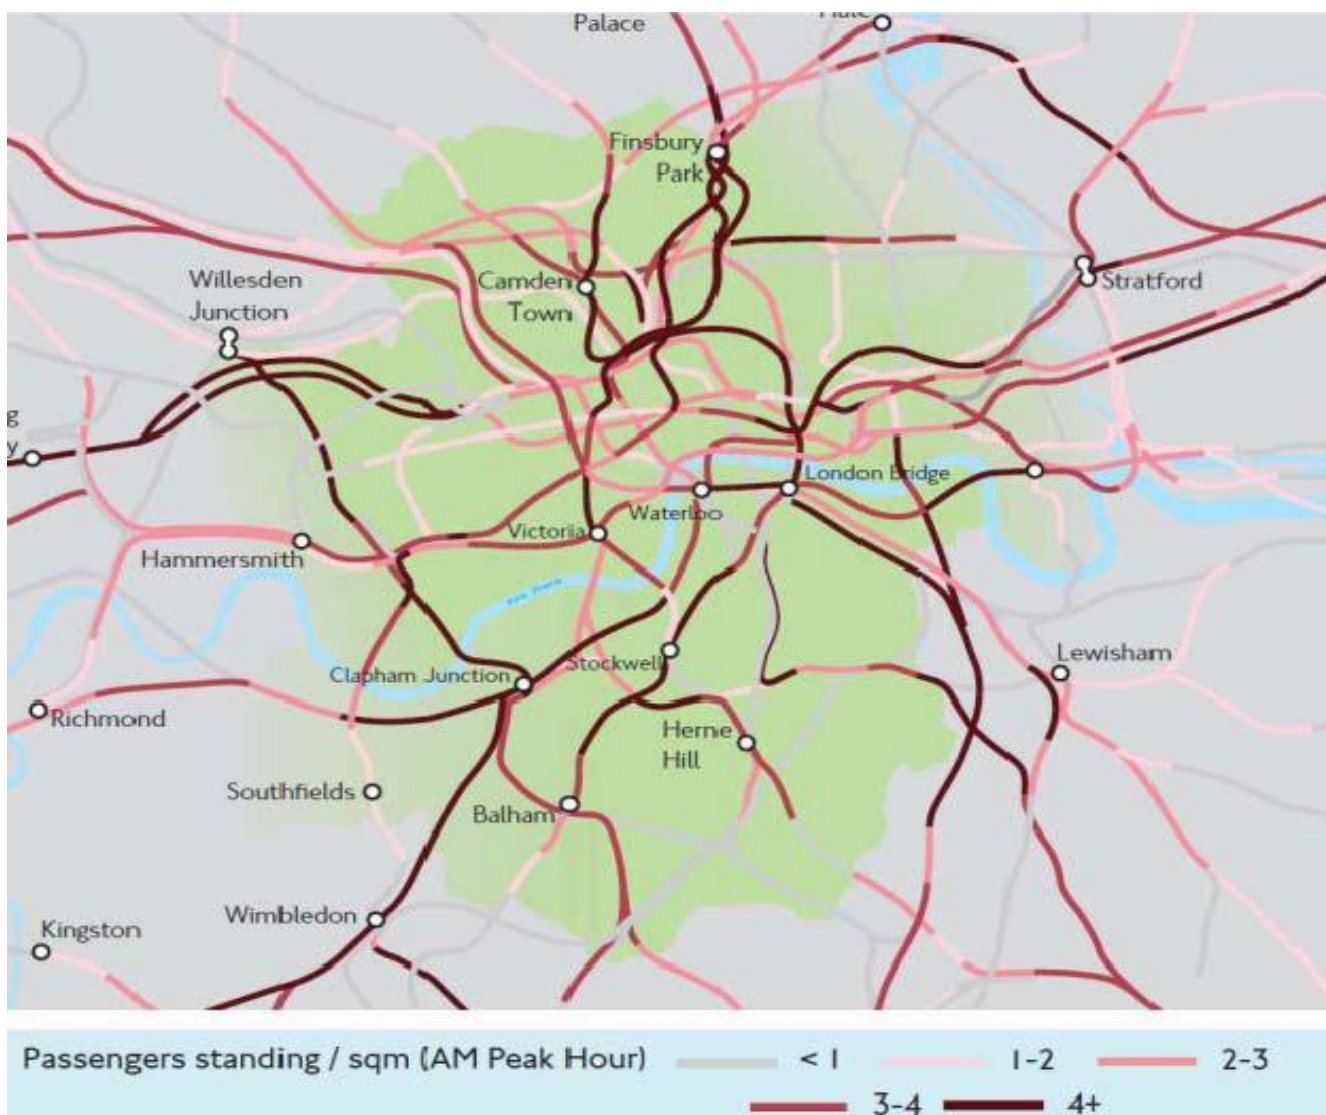 Palace
Finsbury
Park
Willesden
Junction
Camden
Town
Stratford
g
y
London Bridge
Waterloo
Victoria
Hammersmith
Stockwell
Clapham Junction
Lewisham
Richmond
Herne
Hill
Southfields
Balham
Wimbledon
Kingston
Passengers standing / sqm (AM Peak Hour) < 1 1-2 2-3
3-4 4+